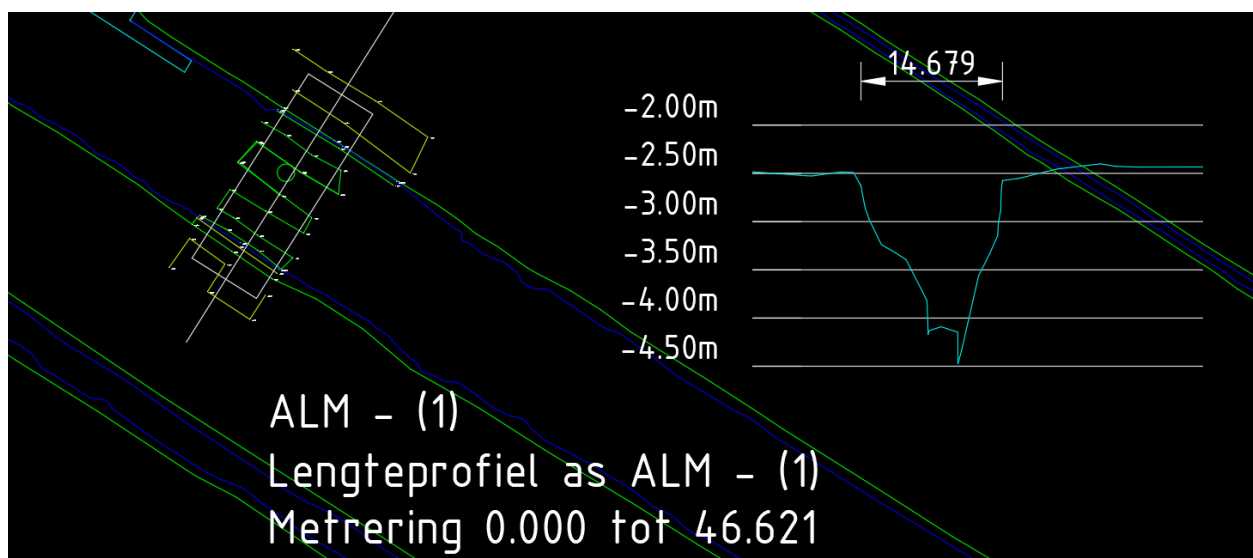 14.679
-2.00m
-2.50m
-3.00m
-3.50m
-4.00m
-4.50m
ALM - (1)
Lengteprofiel as ALM - (1)
Metrering 0.000 tot 46.621